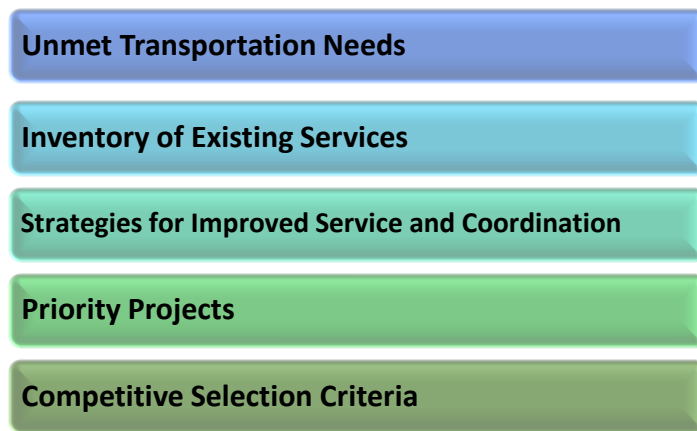 Unmet Transportation Needs
Inventory of Existing Services
Strategies for Improved Service and Coordination
Priority Projects
Competitive Selection Criteria